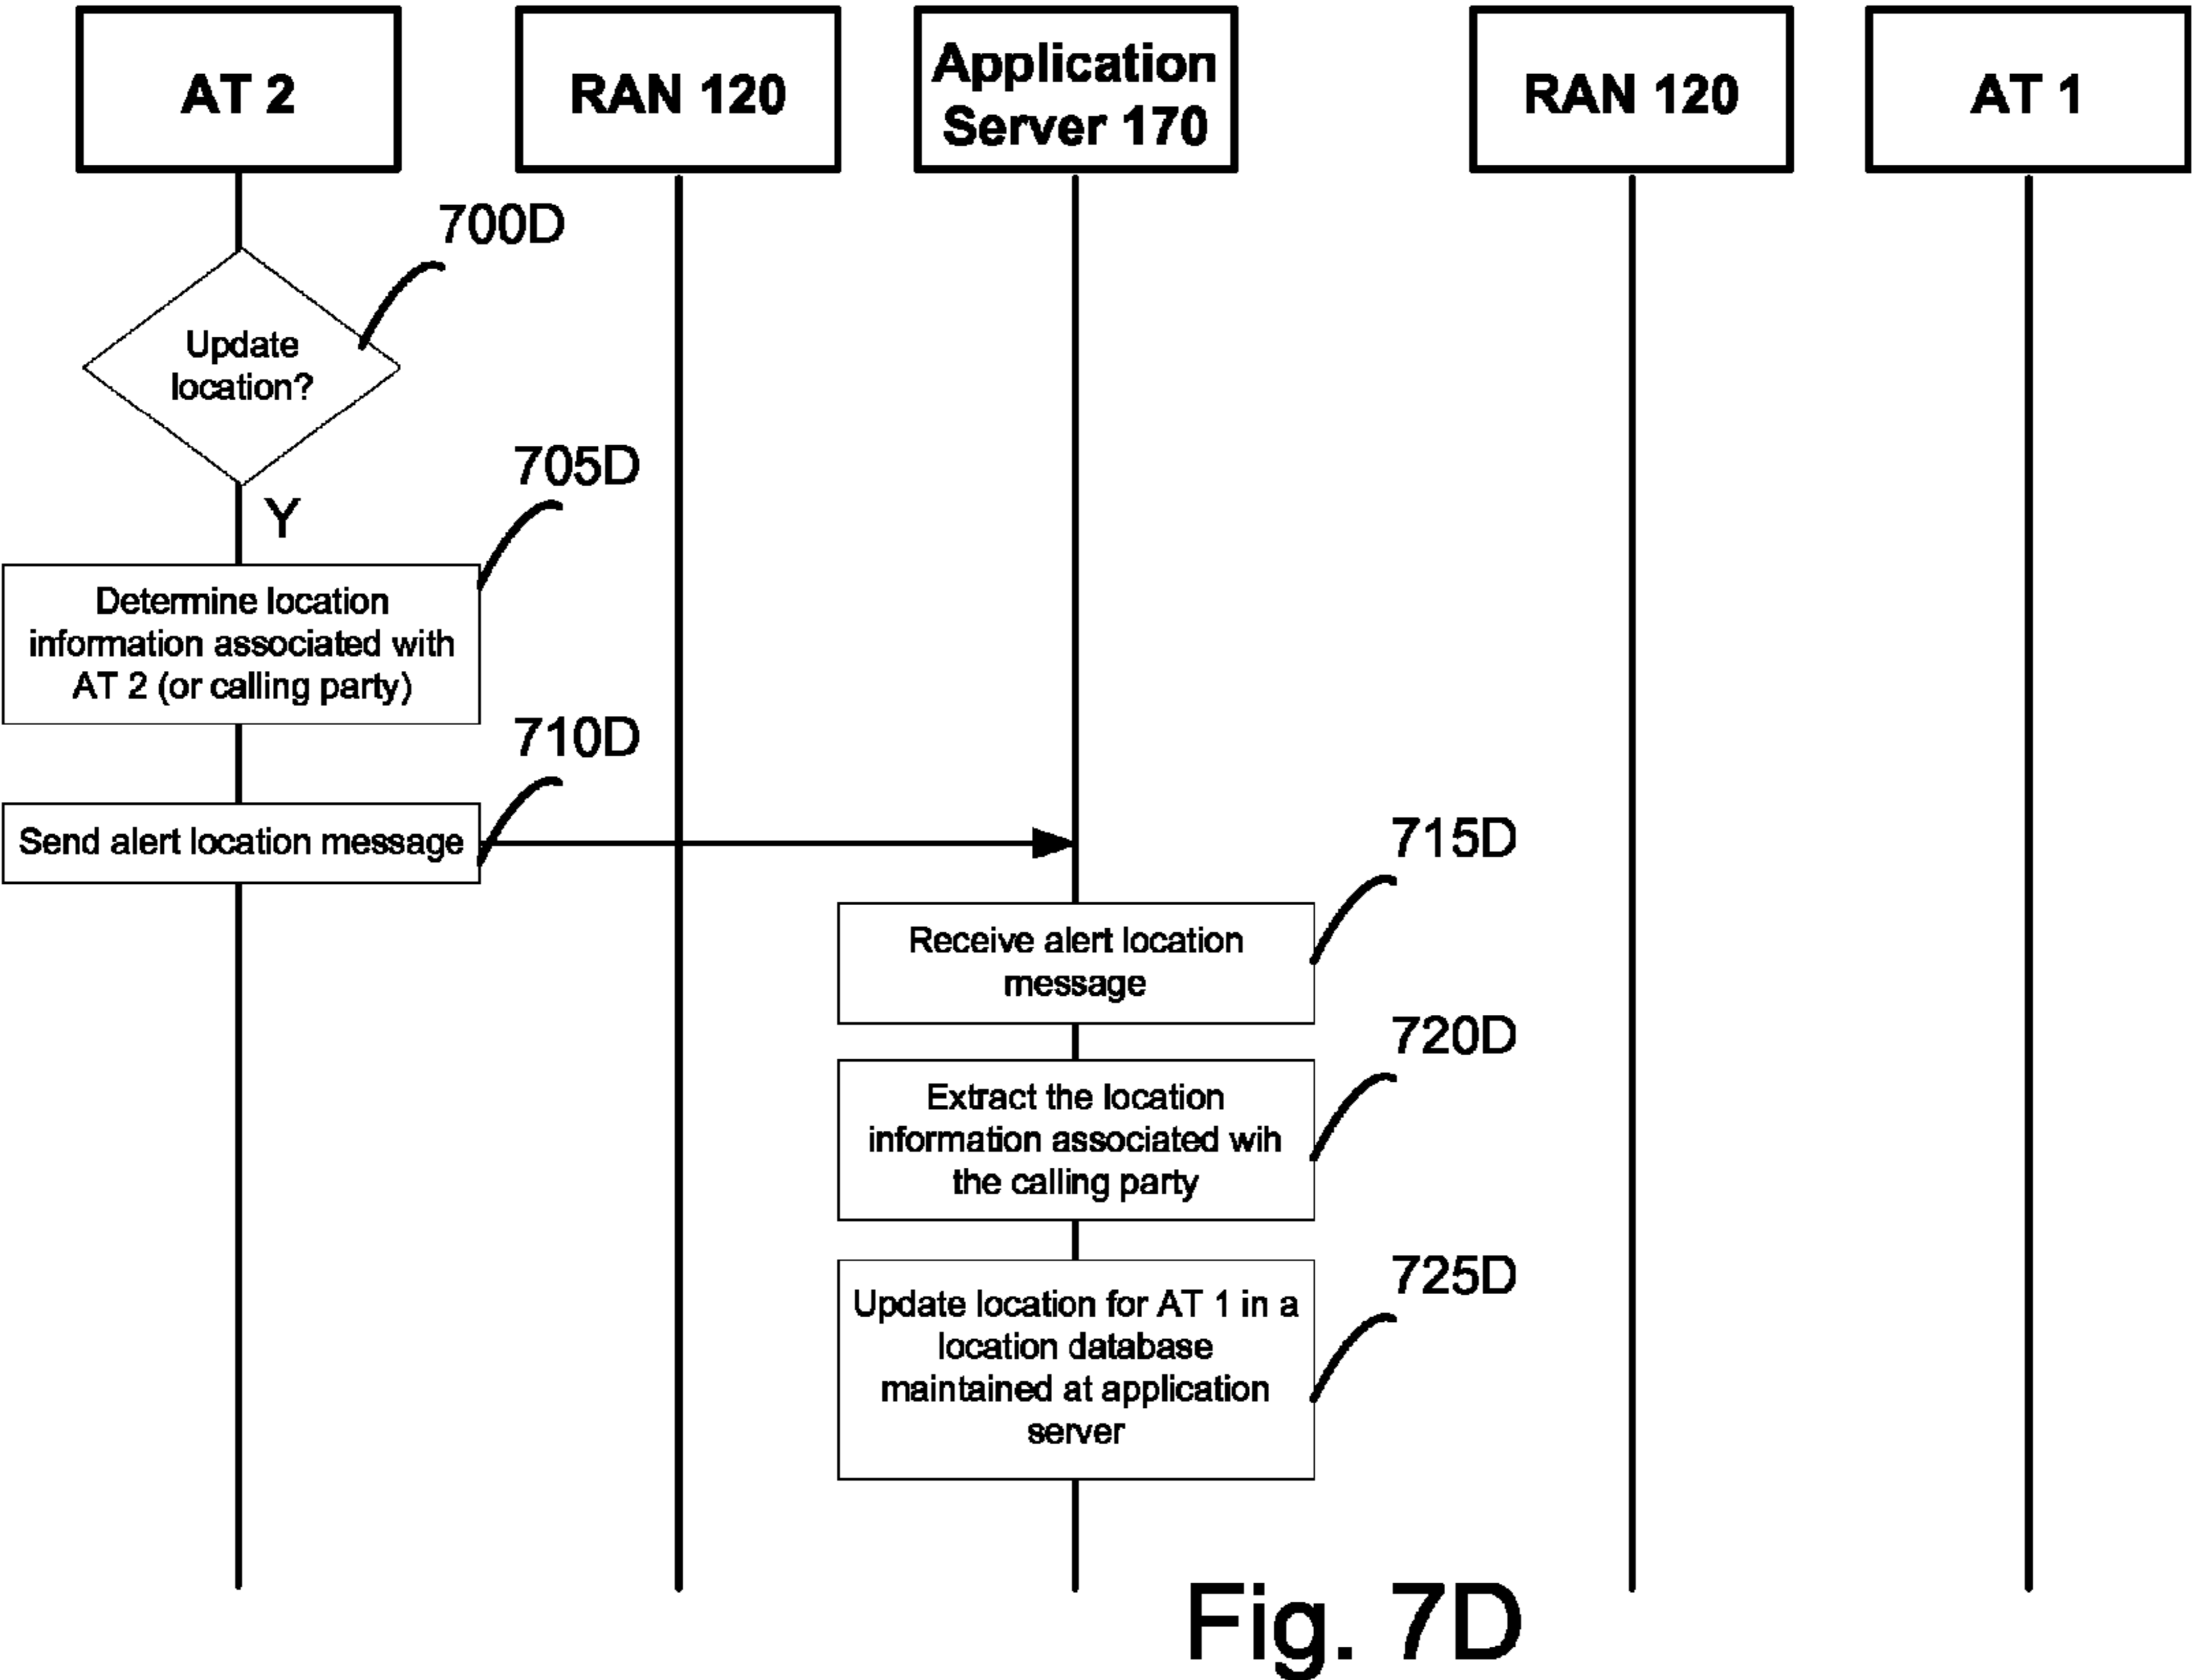 AT 2
RAN 120
Application
Server 170
RAN 120
AT 1
700D
Update
location?
Y
705D
Determine location
information associated with
AT 2 (or calling party)
710D
Send alert location message
715D
Receive alert location
message
720D
Extract the location
information associated wih
the calling party
725D
Update location for AT 1 in a
location database
maintained at application
server
Fig. 7D